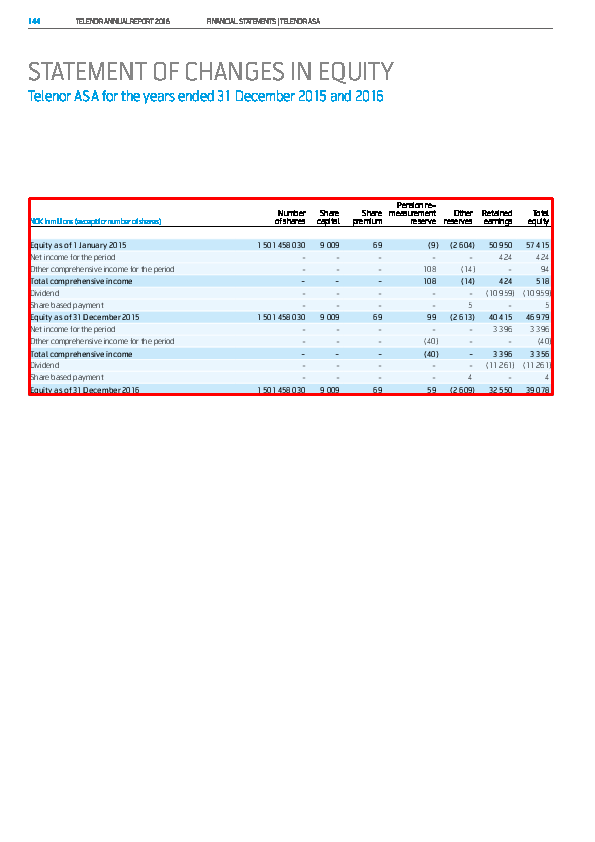 144 TELENOR ANNUAL REPORT 2016 FINANCIAL STATEMENTS | TELENOR ASA
STATEMENT OF CHANGES IN EQUITY
Telenor ASA for the years ended 31 December 2015 and 2016
NOK in millions (except for number of shares) Number of shares Share capital Share premium Pension re-measurement reserve Other reserves Retained earnings Total equity
Equity as of 1 January 2015 1 501 458 030 9 009 69 (9) (2 604) 50 950 57 415
Net income for the period – – – – – 424 424
Other comprehensive income for the period – – – 108 (14) – 94
Total comprehensive income – – – 108 (14) 424 518
Dividend – – – – – (10 959) (10 959)
Share based payment – – – – 5 – 5
Equity as of 31 December 2015 1 501 458 030 9 009 69 99 (2 613) 40 415 46 979
Net income for the period – – – – – 3 396 3 396
Other comprehensive income for the period – – – (40) – – (40)
Total comprehensive income – – – (40) – 3 396 3 356
Dividend – – – – – (11 261) (11 261)
Share based payment – – – – 4 – 4
Equity as of 31 December 2016 1 501 458 030 9 009 69 59 (2 609) 32 550 39 078